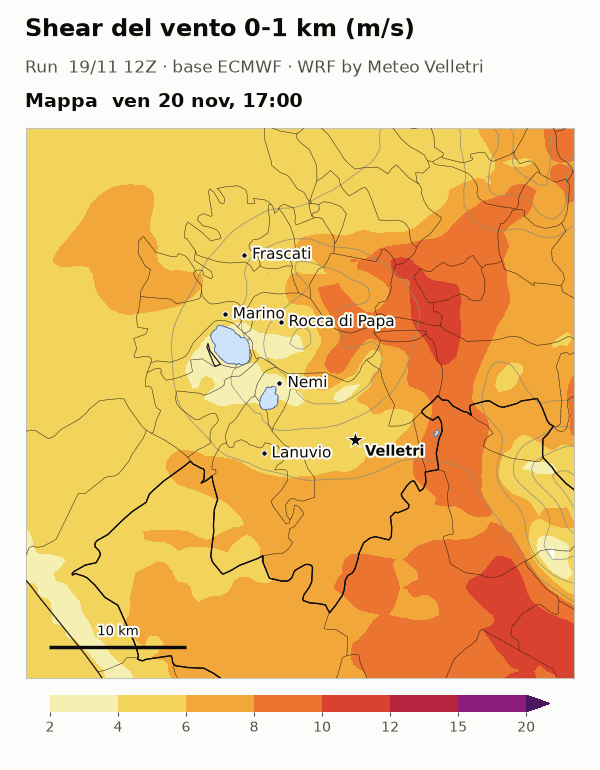 Shear del vento 0-1 km (m/s)
Run  19/11 12Z · base ECMWF · WRF by Meteo Velletri
Mappa  ven 20 nov, 17:00
Frascati
Marino
Rocca di Papa
Nemi
Velletri
Lanuvio
10 km
2 4 6 8 10 12 15 20